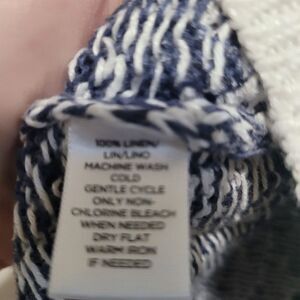 100% LINEN/
LIN/LINO
MACHINE WASH
COLD
GENTLE CYCLE
ONLY NON-
CHLORINE BLEACH
WHEN NEEDED
DRY FLAT
WARM IRON
IF NEEDED